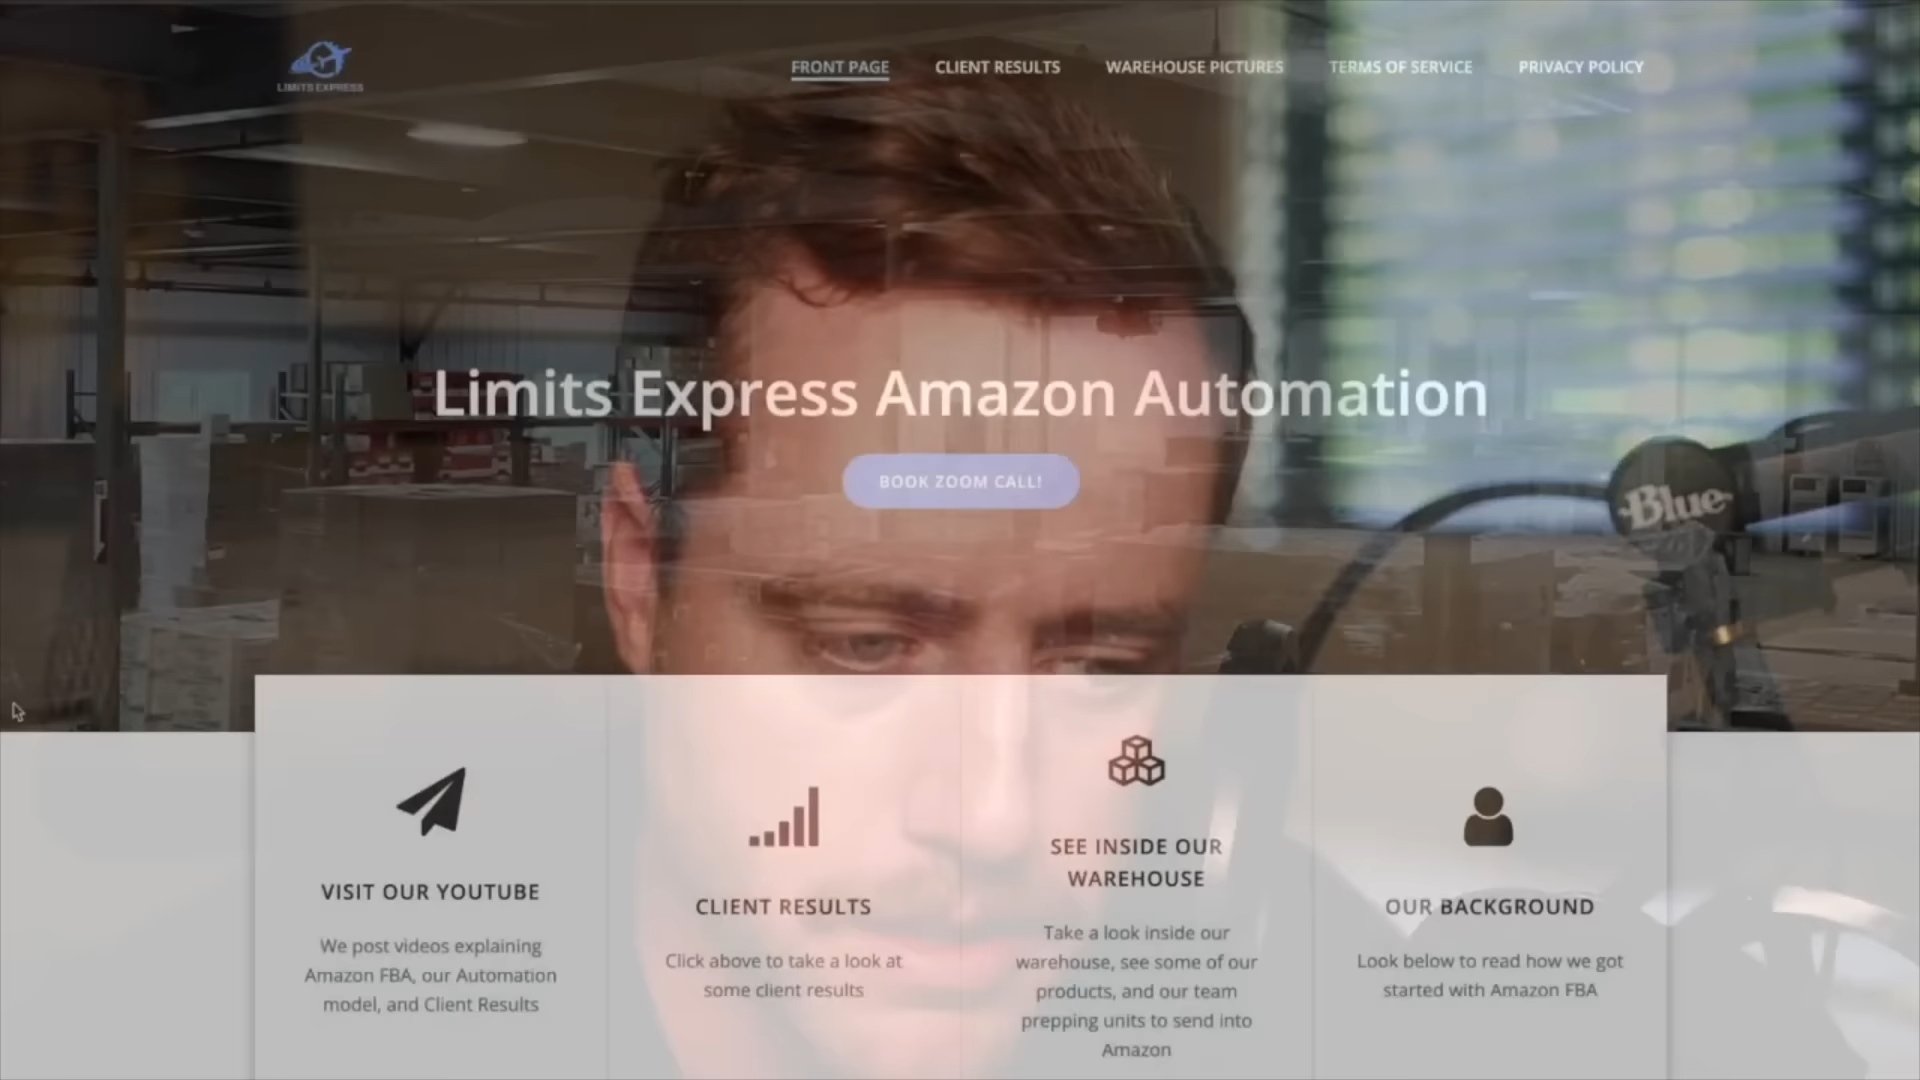 LIMITS EXPRESS
FRONT PAGE
CLIENT RESULTS
WAREHOUSE PICTURES
TERMS OF SERVICE
PRIVACY POLICY
Limits Express Amazon Automation
BOOK ZOOM CALL!
Blue
VISIT OUR YOUTUBE
We post videos explaining
Amazon FBA, our Automation
model, and Client Results
CLIENT RESULTS
Click above to take a look at
some client results
SEE INSIDE OUR
WAREHOUSE
Take a look inside our
warehouse, see some of our
products, and our team
prepping units to send into
Amazon
OUR BACKGROUND
Look below to read how we got
started with Amazon FBA